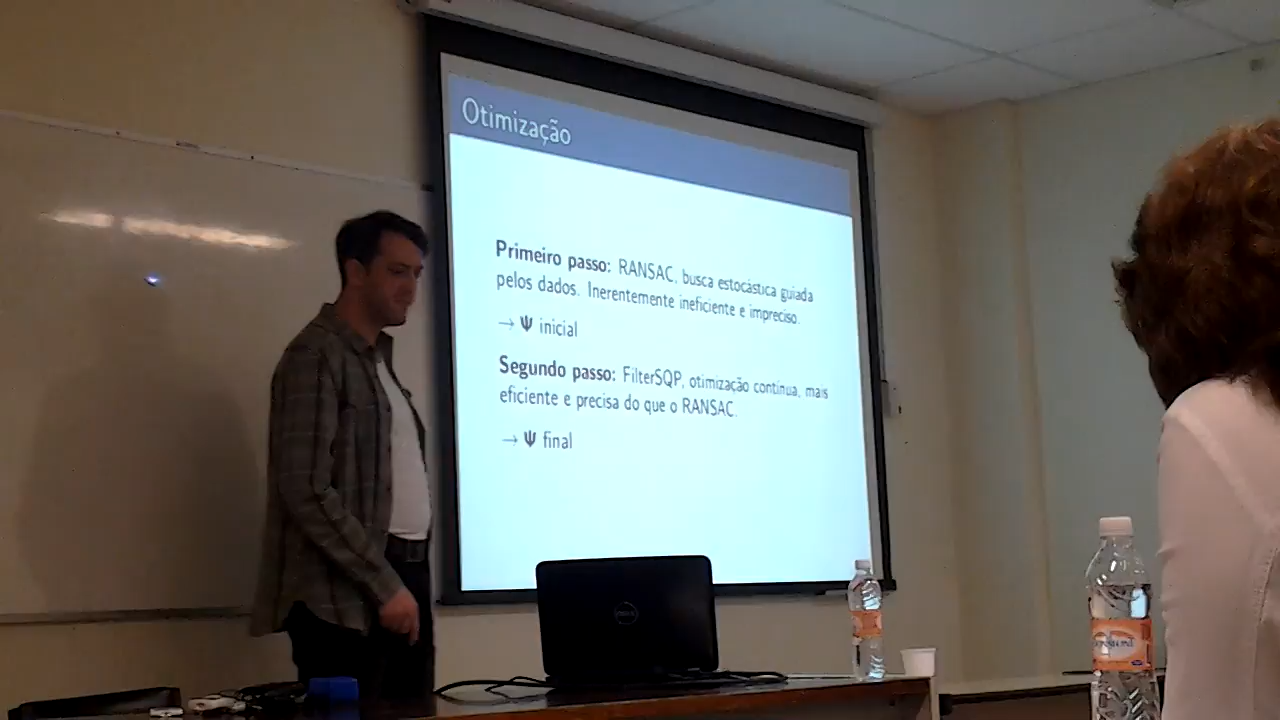 Otimização
Primeiro passo: RANSAC, busca estocástica guiada
pelos dados. Inerentemente ineficiente e impreciso.
→ Ψ inicial
Segundo passo: FilterSQP, otimização contínua, mais
eficiente e precisa do que o RANSAC.
→ Ψ final
DELL